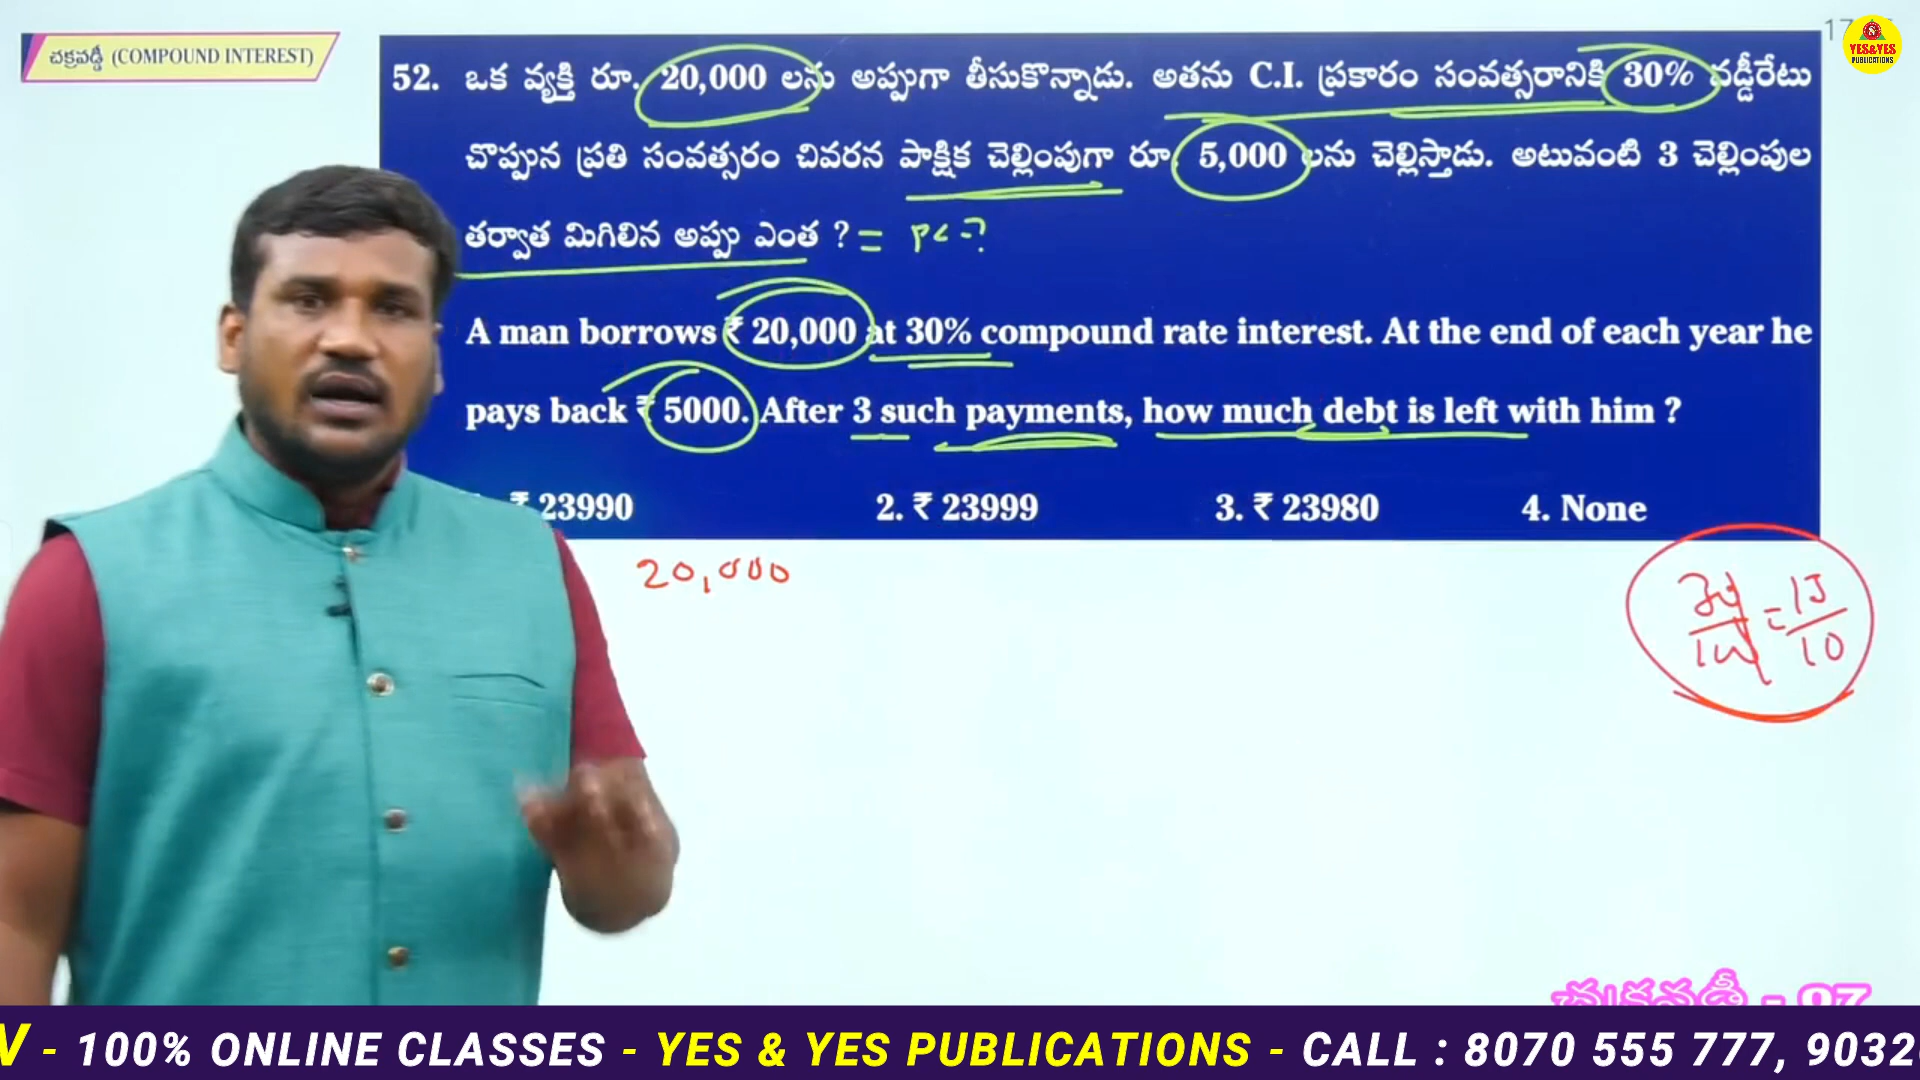 చక్రవడ్డీ (COMPOUND INTEREST)
YES&YES
PUBLICATIONS
52. ఒక వ్యక్తి రూ. 20,000 లను అప్పుగా తీసుకొన్నాడు. అతను C.I. ప్రకారం సంవత్సరానికి 30% వడ్డీరేటు
చొప్పున ప్రతి సంవత్సరం చివరన పాక్షిక చెల్లింపుగా రూ 5,000 లను చెల్లిస్తాడు. అటువంటి 3 చెల్లింపుల
తర్వాత మిగిలిన అప్పు ఎంత ? =
A man borrows ₹ 20,000 at 30% compound rate interest. At the end of each year he
pays back ₹ 5000. After 3 such payments, how much debt is left with him ?
₹ 23990 2. ₹ 23999 3. ₹ 23980 4. None
20,000
= 13/10
- 100% ONLINE CLASSES - YES & YES PUBLICATIONS - CALL : 8070 555 777, 9032